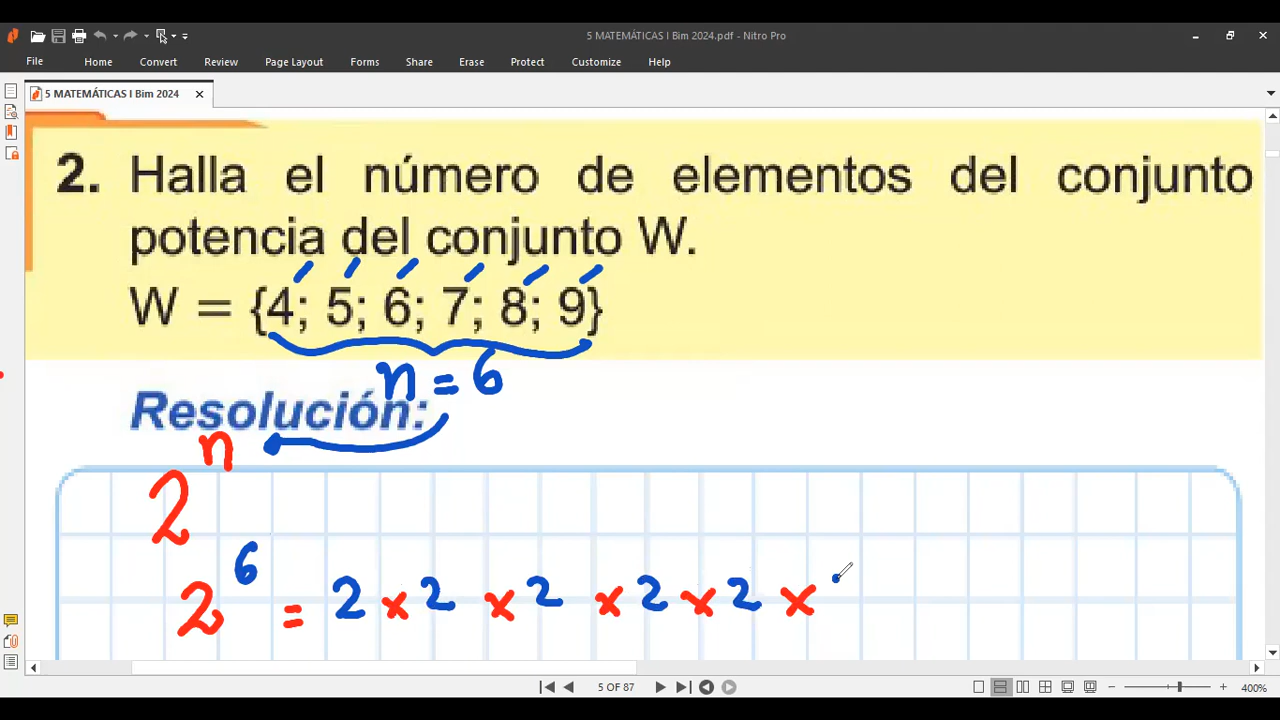 5 MATEMÁTICAS I Bim 2024.pdf - Nitro Pro
File Home Convert Review Page Layout Forms Share Erase Protect Customize Help
5 MATEMÁTICAS I Bim 2024
2. Halla el número de elementos del conjunto
potencia del conjunto W.
W = {4; 5; 6; 7; 8; 9}
n = 6
Resolución:
2^n
2^6 = 2 x 2 x 2 x 2 x 2 x
5 OF 87
400%